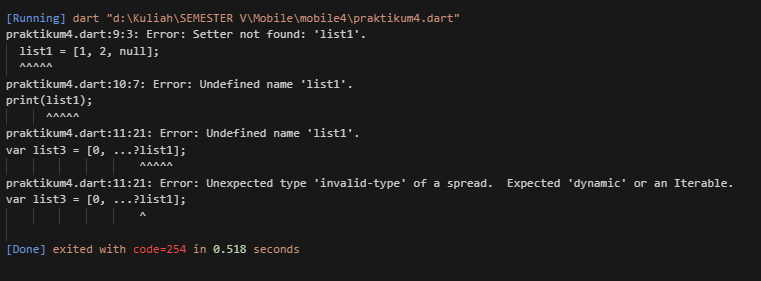 [Running] dart "d:\Kuliah\SEMESTER V\Mobile\mobile4\praktikum4.dart"
praktikum4.dart:9:3: Error: Setter not found: 'list1'.
  list1 = [1, 2, null];
  ^^^^^
praktikum4.dart:10:7: Error: Undefined name 'list1'.
print(list1);
      ^^^^^
praktikum4.dart:11:21: Error: Undefined name 'list1'.
var list3 = [0, ...?list1];
                    ^^^^^
praktikum4.dart:11:21: Error: Unexpected type 'invalid-type' of a spread.  Expected 'dynamic' or an Iterable.
var list3 = [0, ...?list1];
                    ^
[Done] exited with code=254 in 0.518 seconds